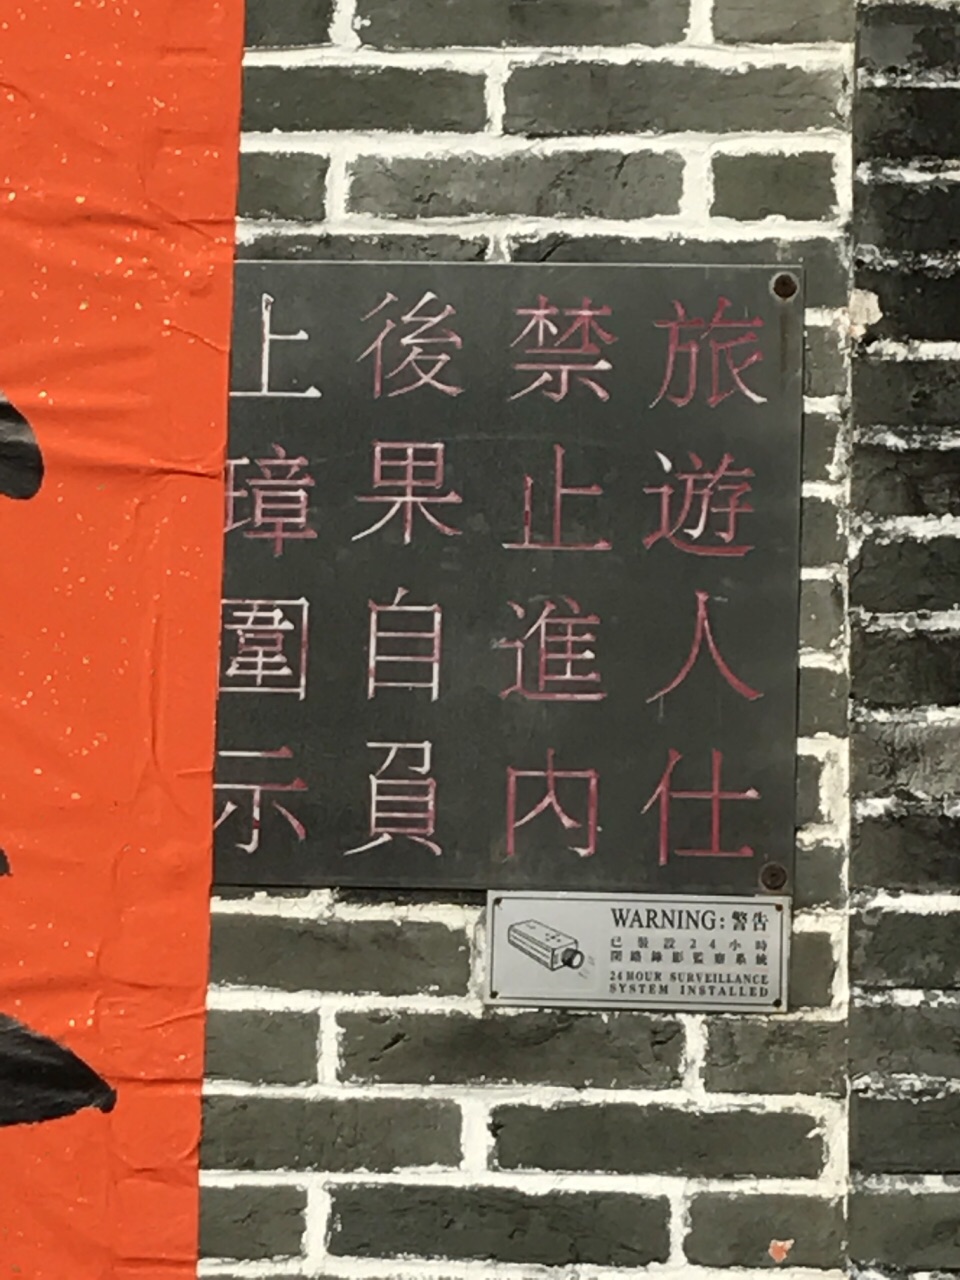 旅遊人仕
禁止進內
後果自負
上璋圍示
WARNING: 警告
已裝設24小時
閉路錄影監察系統
24 HOUR SURVEILLANCE
SYSTEM INSTALLED